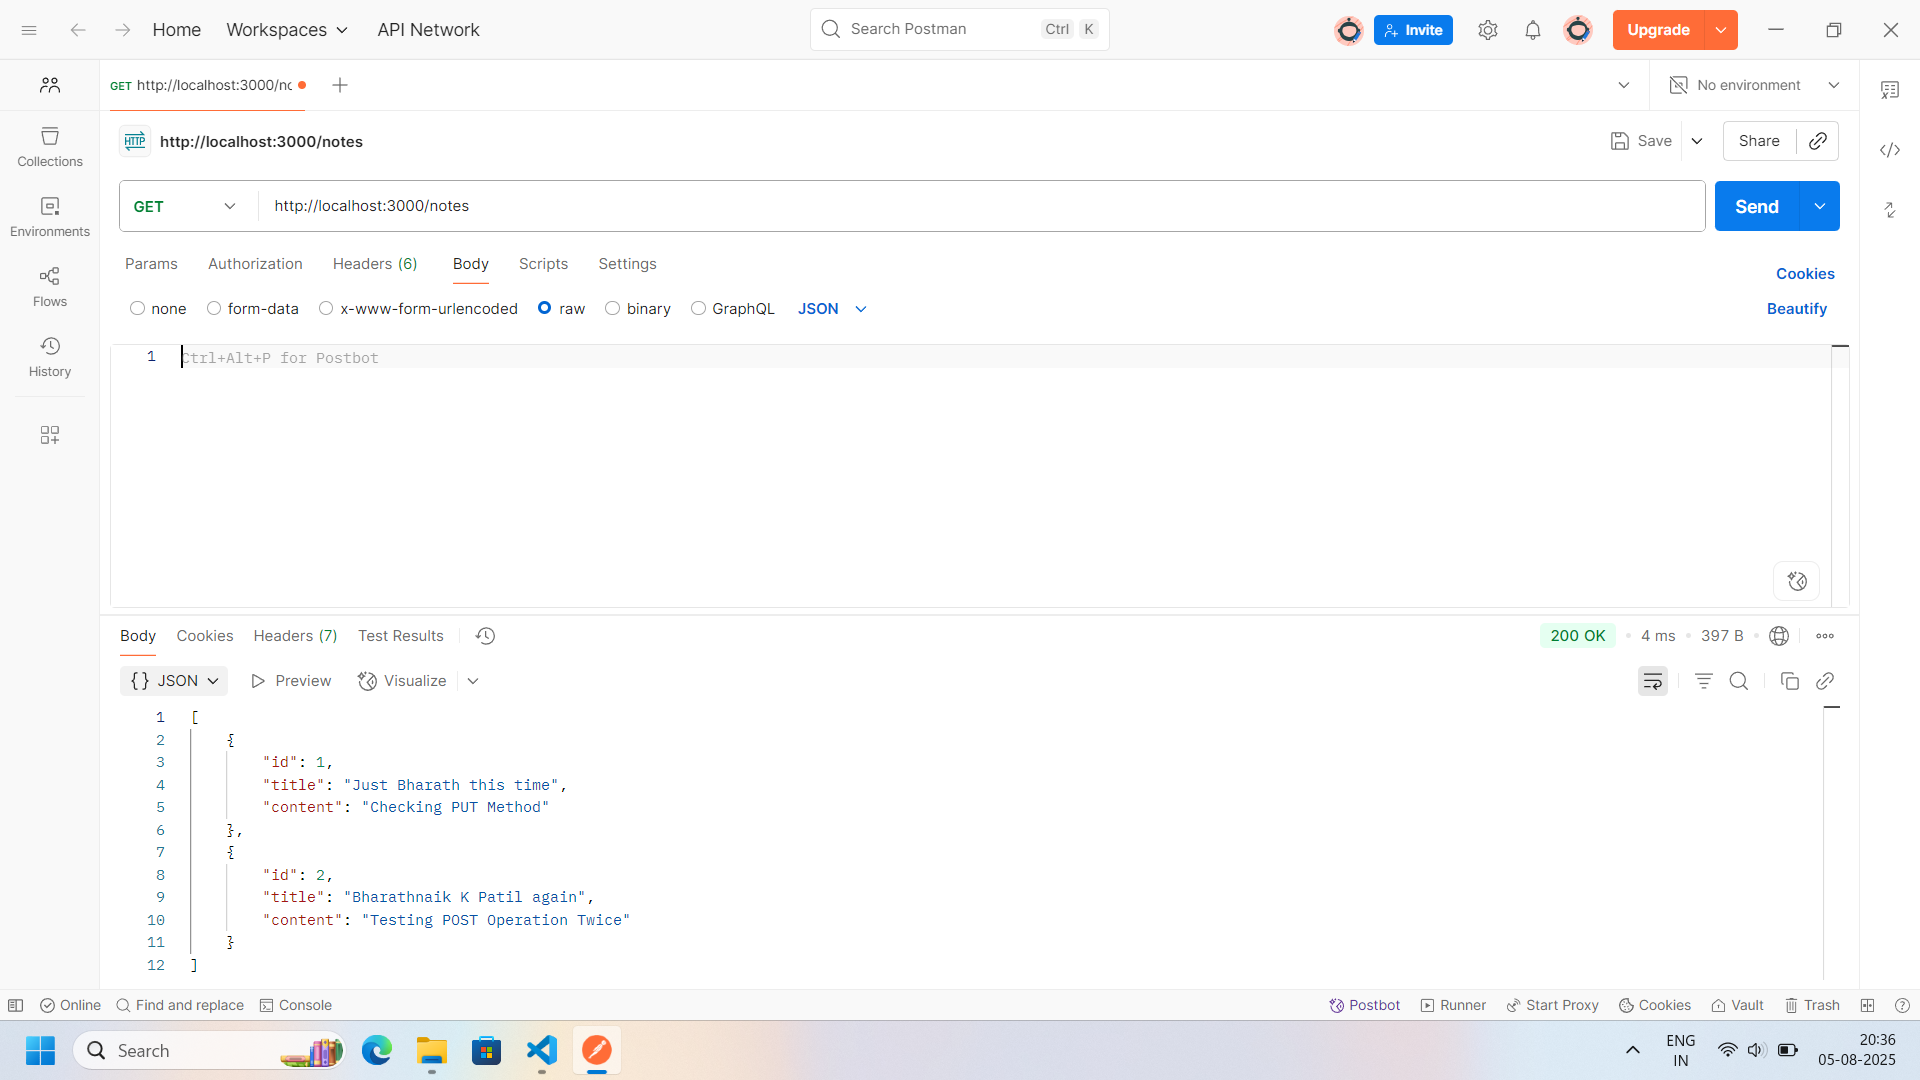 Home Workspaces API Network Search Postman Ctrl K Invite Upgrade
GET http://localhost:3000/no No environment
HTTP http://localhost:3000/notes Save Share
GET http://localhost:3000/notes Send
Params Authorization Headers (6) Body Scripts Settings Cookies
none form-data x-www-form-urlencoded raw binary GraphQL JSON Beautify
1 Ctrl+Alt+P for Postbot
Collections
Environments
Flows
History
Body Cookies Headers (7) Test Results 200 OK • 4 ms • 397 B •
{} JSON Preview Visualize
1 [
2 {
3 "id": 1,
4 "title": "Just Bharath this time",
5 "content": "Checking PUT Method"
6 },
7 {
8 "id": 2,
9 "title": "Bharathnaik K Patil again",
10 "content": "Testing POST Operation Twice"
11 }
12 ]
Online Find and replace Console Postbot Runner Start Proxy Cookies Vault Trash
Search ENG 20:36
IN 05-08-2025